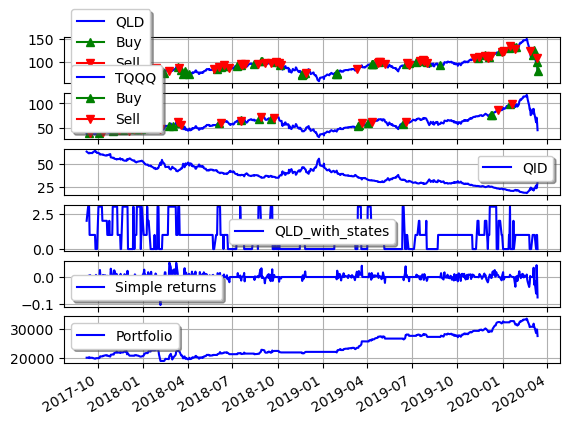 QLD
Buy
Sell
150
100
TQQQ
Buy
Sell
100
50
QID
50
25
QLD_with_states
2.5
0.0
Simple returns
0.0
−0.1
Portfolio
30000
20000
2017-10
2018-01
2018-04
2018-07
2018-10
2019-01
2019-04
2019-07
2019-10
2020-01
2020-04